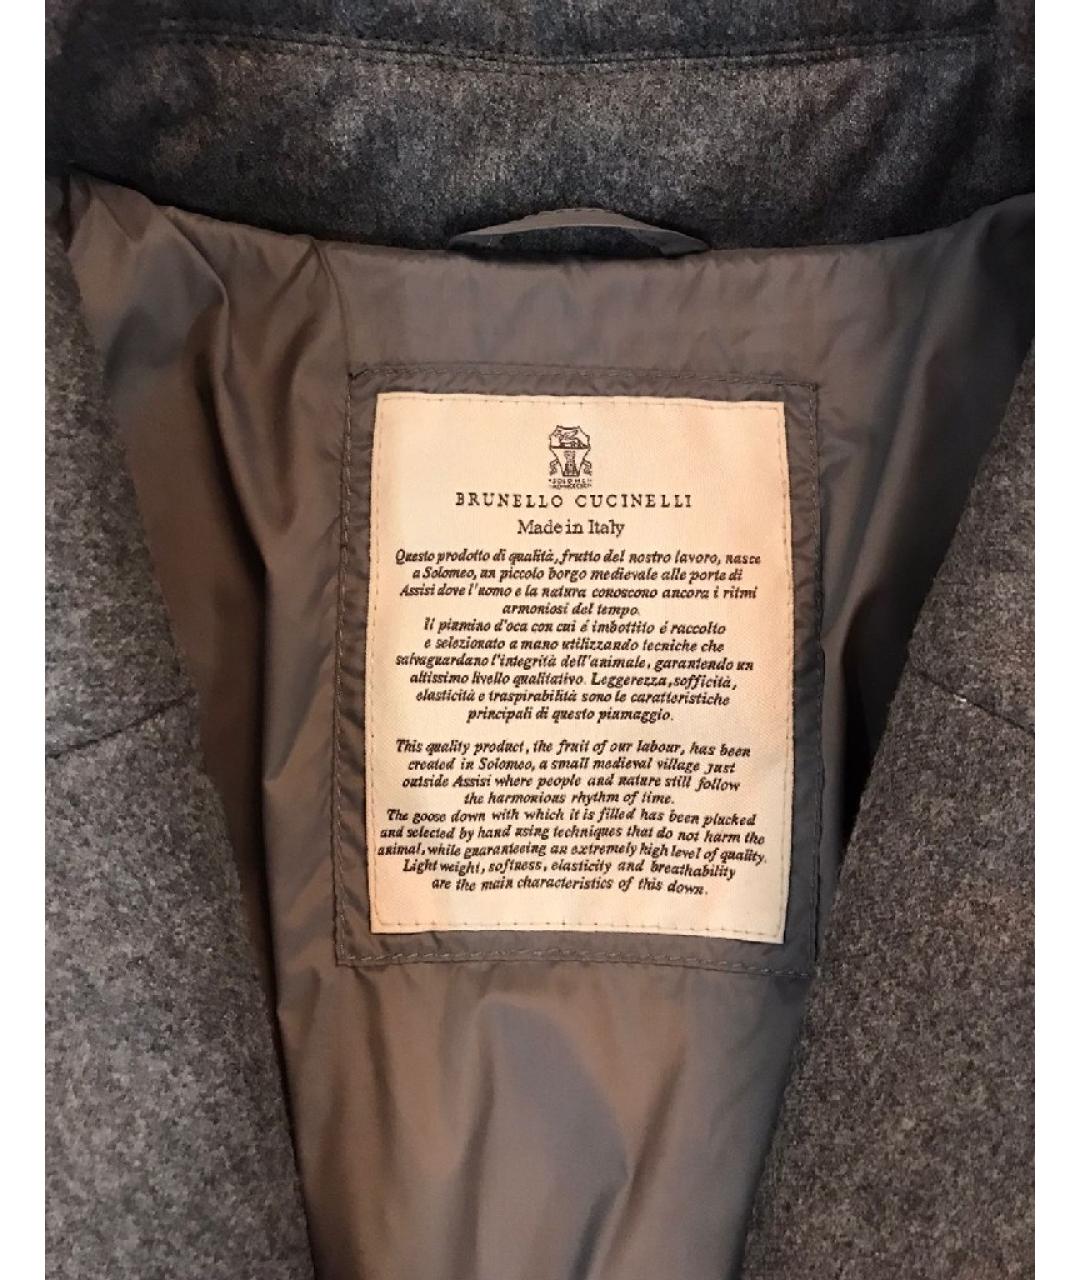 BRUNELLO CUCINELLI
Made in Italy
Questo prodotto di qualità, frutto del nostro lavoro, nasce
a Solomeo, un piccolo borgo medievale alle porte di
Assisi dove l'uomo e la natura conoscono ancora i ritmi
armoniosi del tempo.
Il piumino d'oca con cui é imbottito é raccolto
e selezionato a mano utilizzando tecniche che
salvaguardano l'integrità dell'animale, garantendo un
altissimo livello qualitativo. Leggerezza, sofficità,
elasticità e traspirabilità sono le caratteristiche
principali di questo piumaggio.
This quality product, the fruit of our labour, has been
created in Solomeo, a small medieval village just
outside Assisi where people and nature still follow
the harmonious rhythm of time.
The goose down with which it is filled has been plucked
and selected by hand using techniques that do not harm the
animal, while guaranteeing an extremely high level of quality.
Light weight, softness, elasticity and breathability
are the main characteristics of this down.